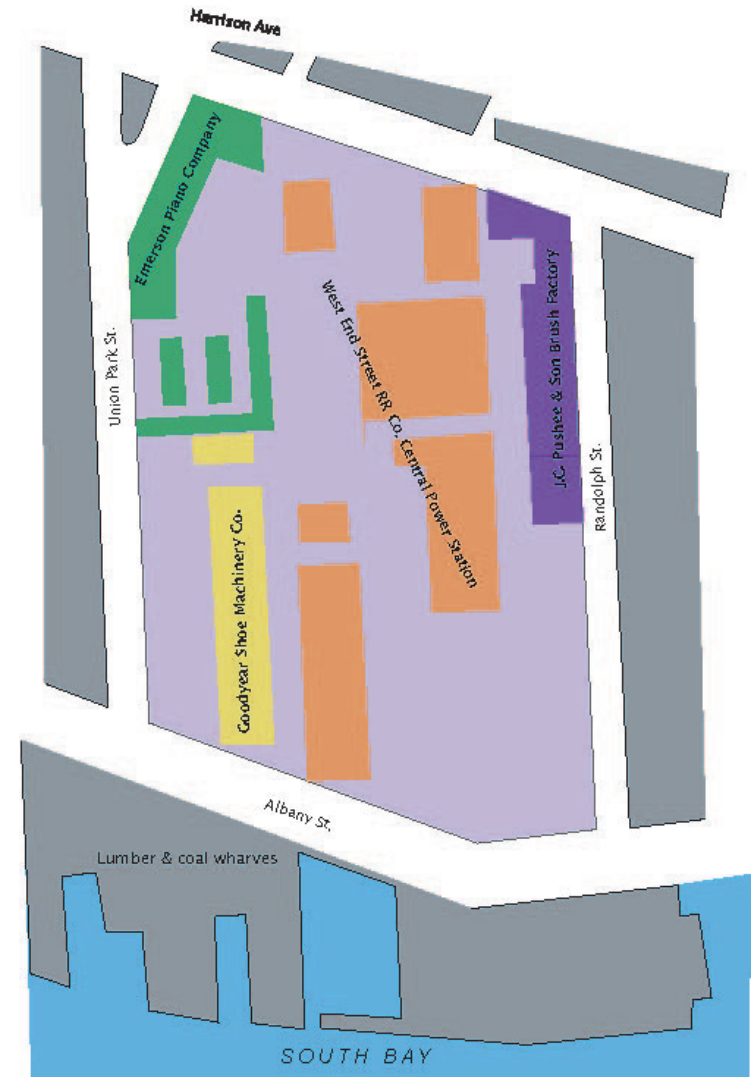 Harrison Ave
Emerson Piano Company
Union Park St.
West End Street RR Co. Central Power Station
J.C. Pushee & Son Brush Factory
Randolph St.
Goodyear Shoe Machinery Co.
Albany St.
Lumber & coal wharves
SOUTH BAY